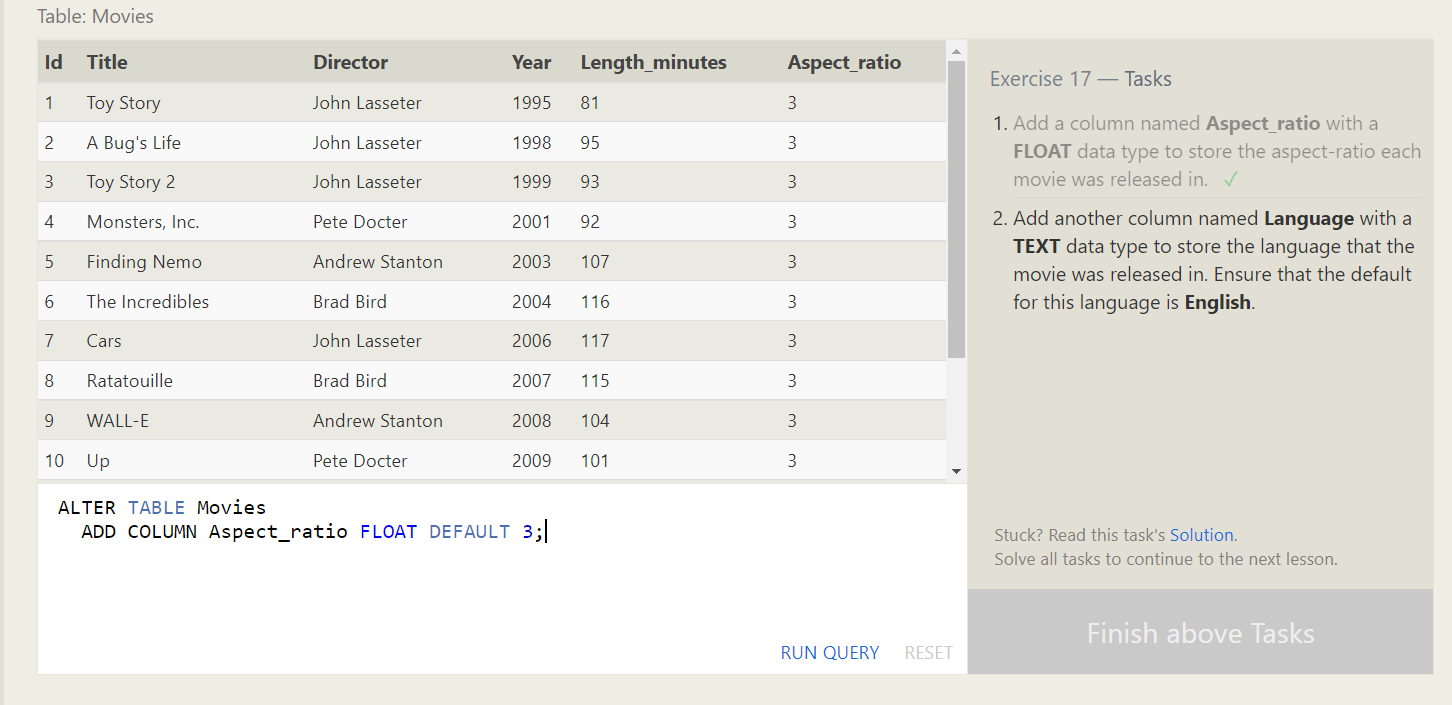 Table: Movies
Id Title Director Year Length_minutes Aspect_ratio
1 Toy Story John Lasseter 1995 81 3
2 A Bug's Life John Lasseter 1998 95 3
3 Toy Story 2 John Lasseter 1999 93 3
4 Monsters, Inc. Pete Docter 2001 92 3
5 Finding Nemo Andrew Stanton 2003 107 3
6 The Incredibles Brad Bird 2004 116 3
7 Cars John Lasseter 2006 117 3
8 Ratatouille Brad Bird 2007 115 3
9 WALL-E Andrew Stanton 2008 104 3
10 Up Pete Docter 2009 101 3
ALTER TABLE Movies
ADD COLUMN Aspect_ratio FLOAT DEFAULT 3;
RUN QUERY RESET
Exercise 17 — Tasks
1. Add a column named Aspect_ratio with a
FLOAT data type to store the aspect-ratio each
movie was released in. ✓
2. Add another column named Language with a
TEXT data type to store the language that the
movie was released in. Ensure that the default
for this language is English.
Stuck? Read this task's Solution.
Solve all tasks to continue to the next lesson.
Finish above Tasks